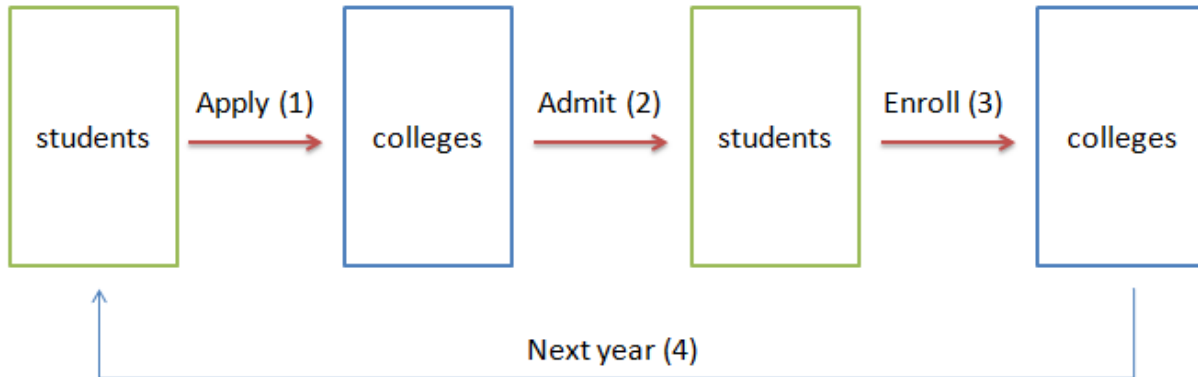 students
Apply (1)
colleges
Admit (2)
students
Enroll (3)
colleges
Next year (4)